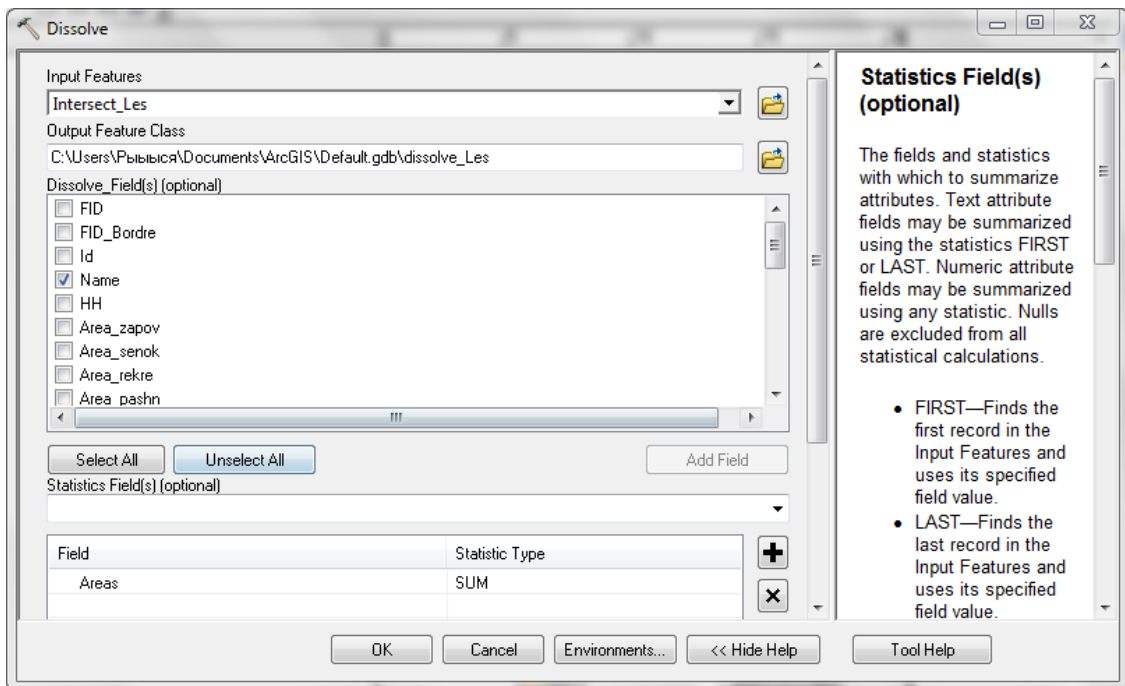 Dissolve
Input Features
Intersect_Les
Output Feature Class
C:\Users\Рыыыся\Documents\ArcGIS\Default.gdb\dissolve_Les
Dissolve_Field(s) (optional)
FID
FID_Bordre
Id
Name
HH
Area_zapov
Area_senok
Area_rekre
Area_pashn
Select All
Unselect All
Add Field
Statistics Field(s) (optional)
Field
Statistic Type
Areas
SUM
OK
Cancel
Environments...
<< Hide Help
Tool Help
Statistics Field(s)
(optional)
The fields and statistics
with which to summarize
attributes. Text attribute
fields may be summarized
using the statistics FIRST
or LAST. Numeric attribute
fields may be summarized
using any statistic. Nulls
are excluded from all
statistical calculations.
• FIRST—Finds the
first record in the
Input Features and
uses its specified
field value.
• LAST—Finds the
last record in the
Input Features and
uses its specified
field value.